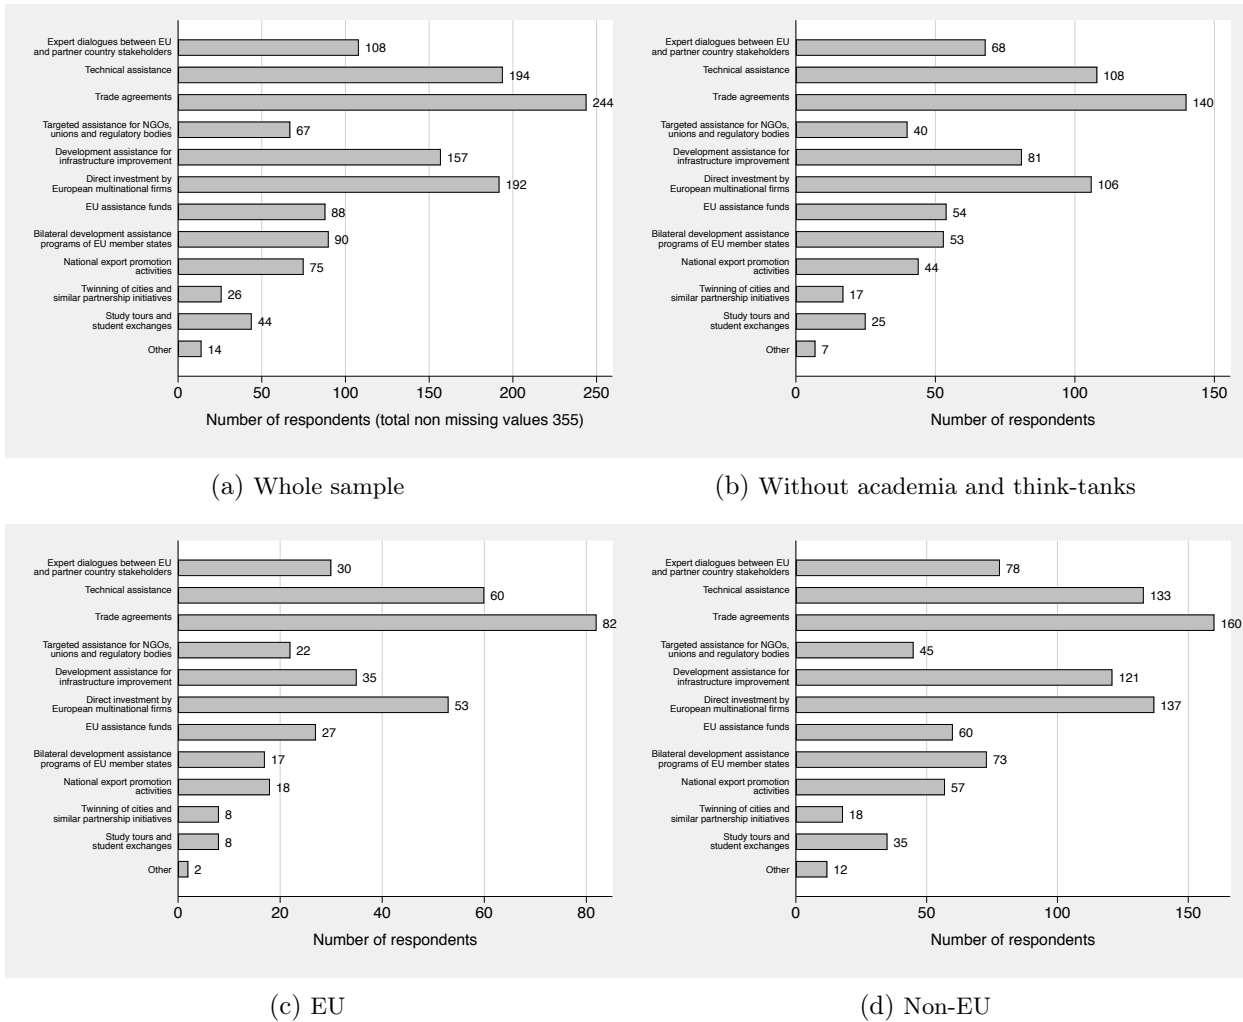 Expert dialogues between EU
and partner country stakeholders
108
Technical assistance
194
Trade agreements
244
Targeted assistance for NGOs,
unions and regulatory bodies
67
Development assistance for
infrastructure improvement
157
Direct investment by
European multinational firms
192
EU assistance funds
88
Bilateral development assistance
programs of EU member states
90
National export promotion
activities
75
Twinning of cities and
similar partnership initiatives
26
Study tours and
student exchanges
44
Other
14
0 50 100 150 200 250
Number of respondents (total non missing values 355)
(a) Whole sample
Expert dialogues between EU
and partner country stakeholders
68
Technical assistance
108
Trade agreements
140
Targeted assistance for NGOs,
unions and regulatory bodies
40
Development assistance for
infrastructure improvement
81
Direct investment by
European multinational firms
106
EU assistance funds
54
Bilateral development assistance
programs of EU member states
53
National export promotion
activities
44
Twinning of cities and
similar partnership initiatives
17
Study tours and
student exchanges
25
Other
7
0 50 100 150
Number of respondents
(b) Without academia and think-tanks
Expert dialogues between EU
and partner country stakeholders
30
Technical assistance
60
Trade agreements
82
Targeted assistance for NGOs,
unions and regulatory bodies
22
Development assistance for
infrastructure improvement
35
Direct investment by
European multinational firms
53
EU assistance funds
27
Bilateral development assistance
programs of EU member states
17
National export promotion
activities
18
Twinning of cities and
similar partnership initiatives
8
Study tours and
student exchanges
8
Other
2
0 20 40 60 80
Number of respondents
(c) EU
Expert dialogues between EU
and partner country stakeholders
78
Technical assistance
133
Trade agreements
160
Targeted assistance for NGOs,
unions and regulatory bodies
45
Development assistance for
infrastructure improvement
121
Direct investment by
European multinational firms
137
EU assistance funds
60
Bilateral development assistance
programs of EU member states
73
National export promotion
activities
57
Twinning of cities and
similar partnership initiatives
18
Study tours and
student exchanges
35
Other
12
0 50 100 150
Number of respondents
(d) Non-EU